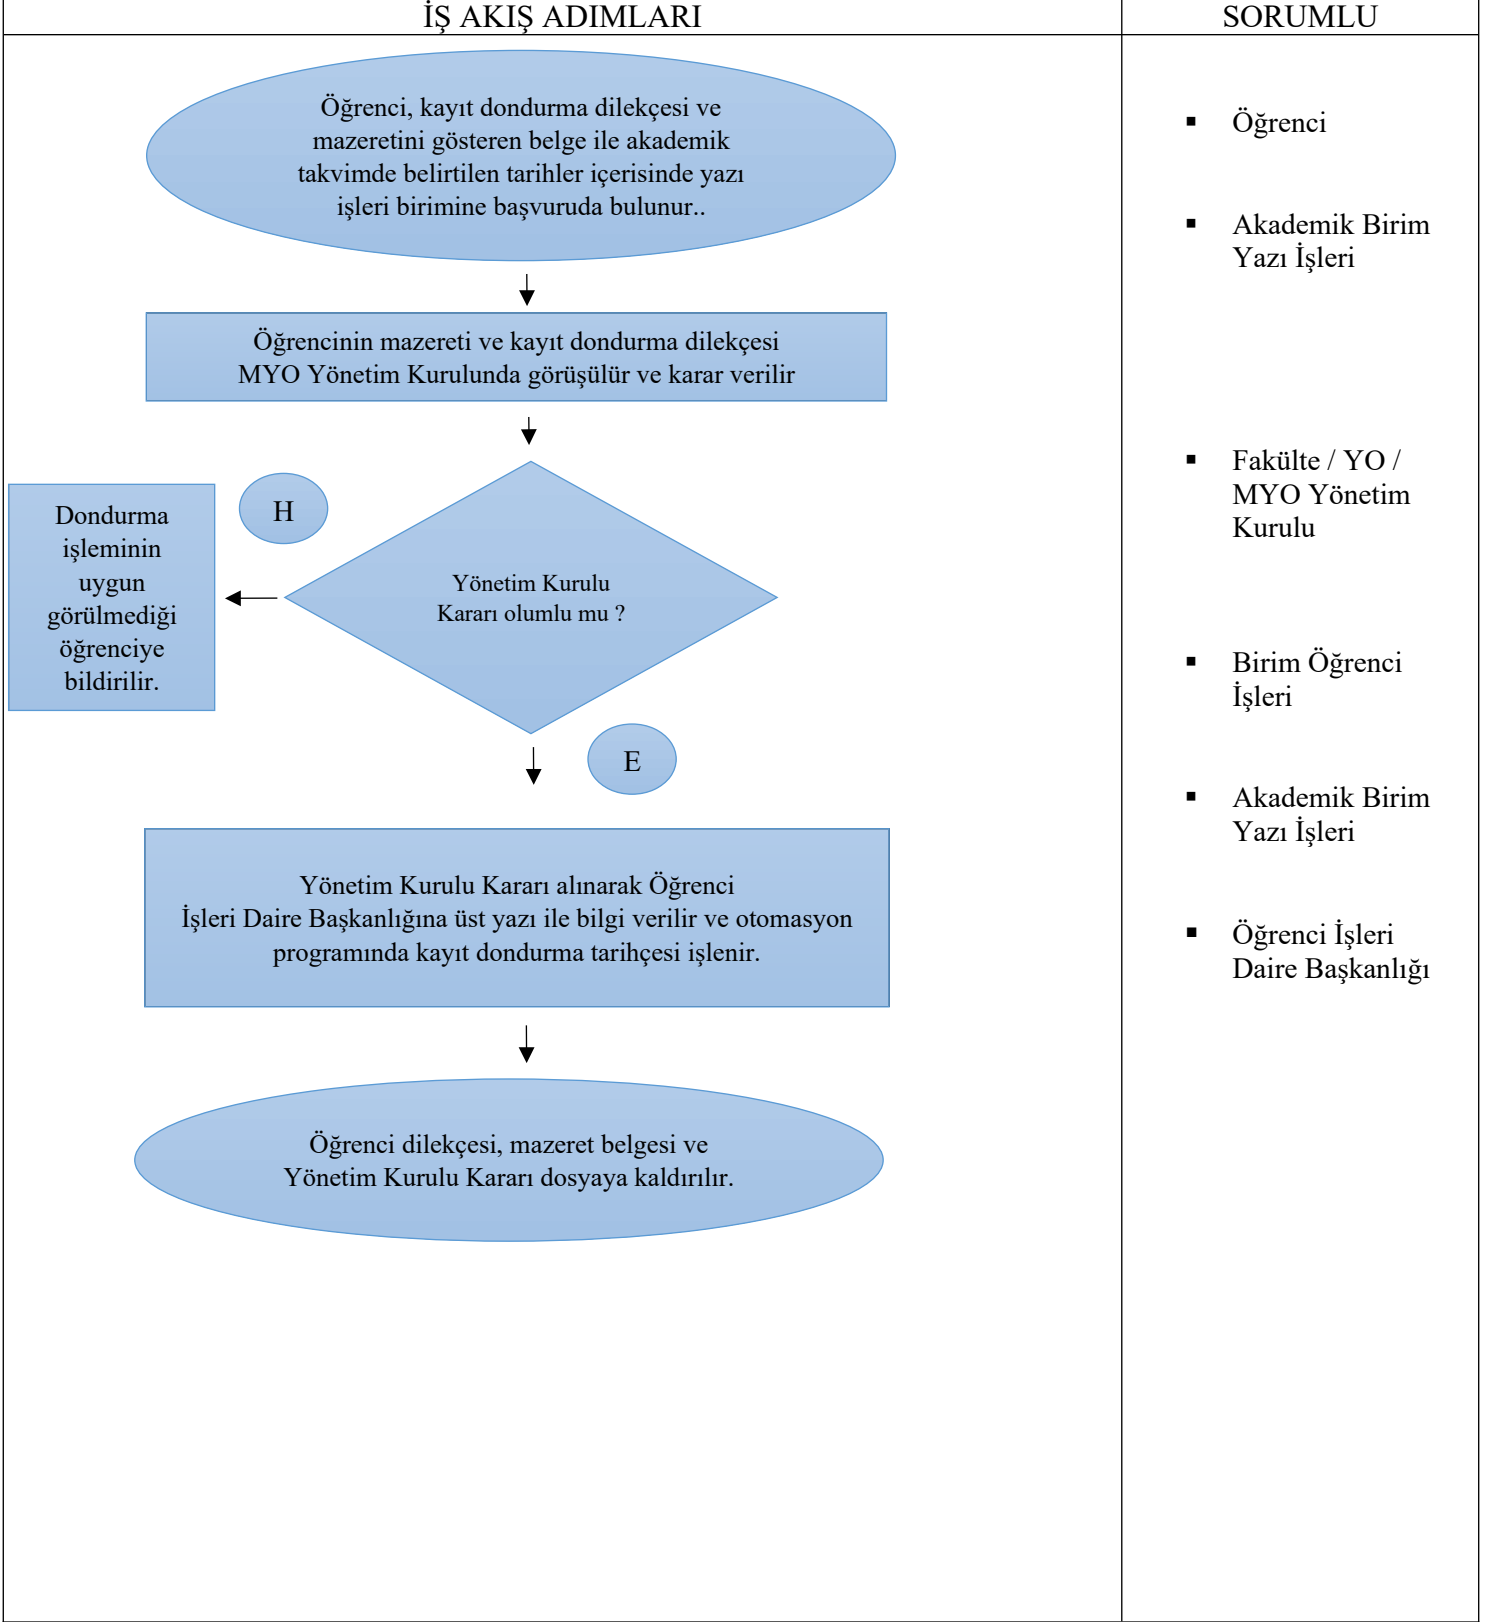 İŞ AKIŞ ADIMLARI
SORUMLU
Öğrenci, kayıt dondurma dilekçesi ve
mazeretini gösteren belge ile akademik
takvimde belirtilen tarihler içerisinde yazı
işleri birimine başvuruda bulunur..
Öğrencinin mazereti ve kayıt dondurma dilekçesi
MYO Yönetim Kurulunda görüşülür ve karar verilir
H
Dondurma
işleminin
uygun
görülmediği
öğrenciye
bildirilir.
Yönetim Kurulu
Kararı olumlu mu ?
E
Yönetim Kurulu Kararı alınarak Öğrenci
İşleri Daire Başkanlığına üst yazı ile bilgi verilir ve otomasyon
programında kayıt dondurma tarihçesi işlenir.
Öğrenci dilekçesi, mazeret belgesi ve
Yönetim Kurulu Kararı dosyaya kaldırılır.
▪ Öğrenci
▪ Akademik Birim
Yazı İşleri
▪ Fakülte / YO /
MYO Yönetim
Kurulu
▪ Birim Öğrenci
İşleri
▪ Akademik Birim
Yazı İşleri
▪ Öğrenci İşleri
Daire Başkanlığı